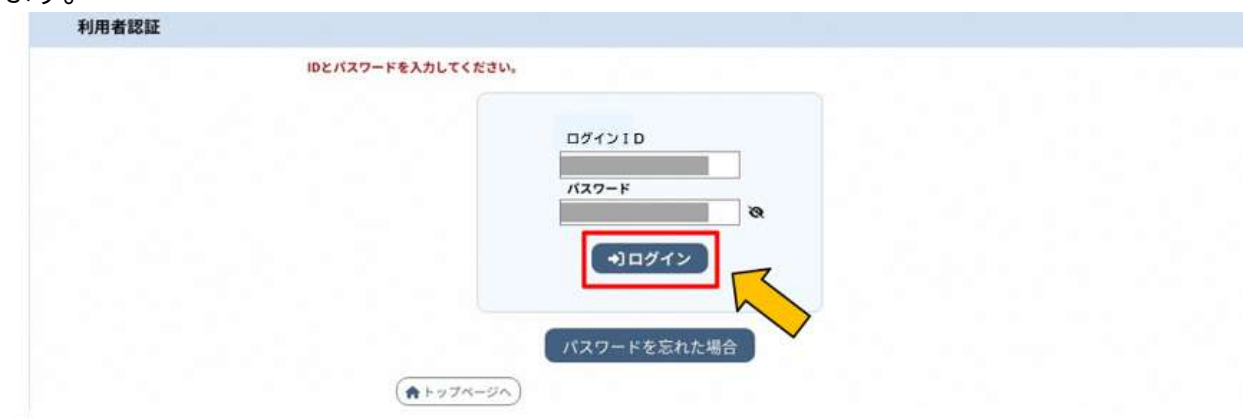 ます。
利用者認証
IDとパスワードを入力してください。
ログインＩＤ
パスワード
ログイン
パスワードを忘れた場合
トップページへ